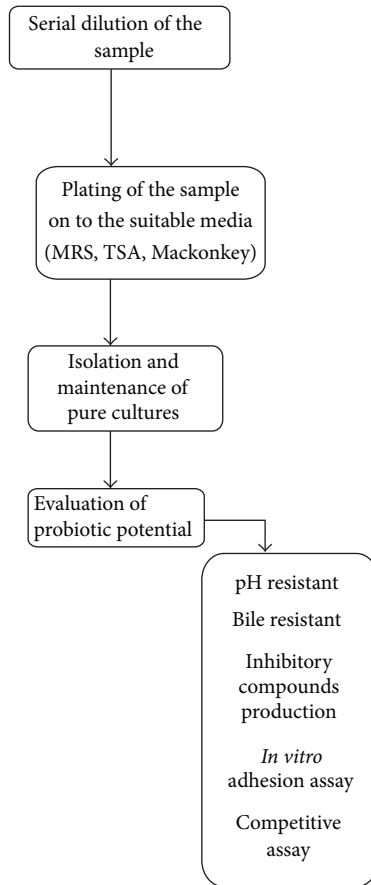 Serial dilution of the
sample
Plating of the sample
on to the suitable media
(MRS, TSA, Mackonkey)
Isolation and
maintenance of
pure cultures
Evaluation of
probiotic potential
pH resistant
Bile resistant
Inhibitory
compounds
production
In vitro
adhesion assay
Competitive
assay